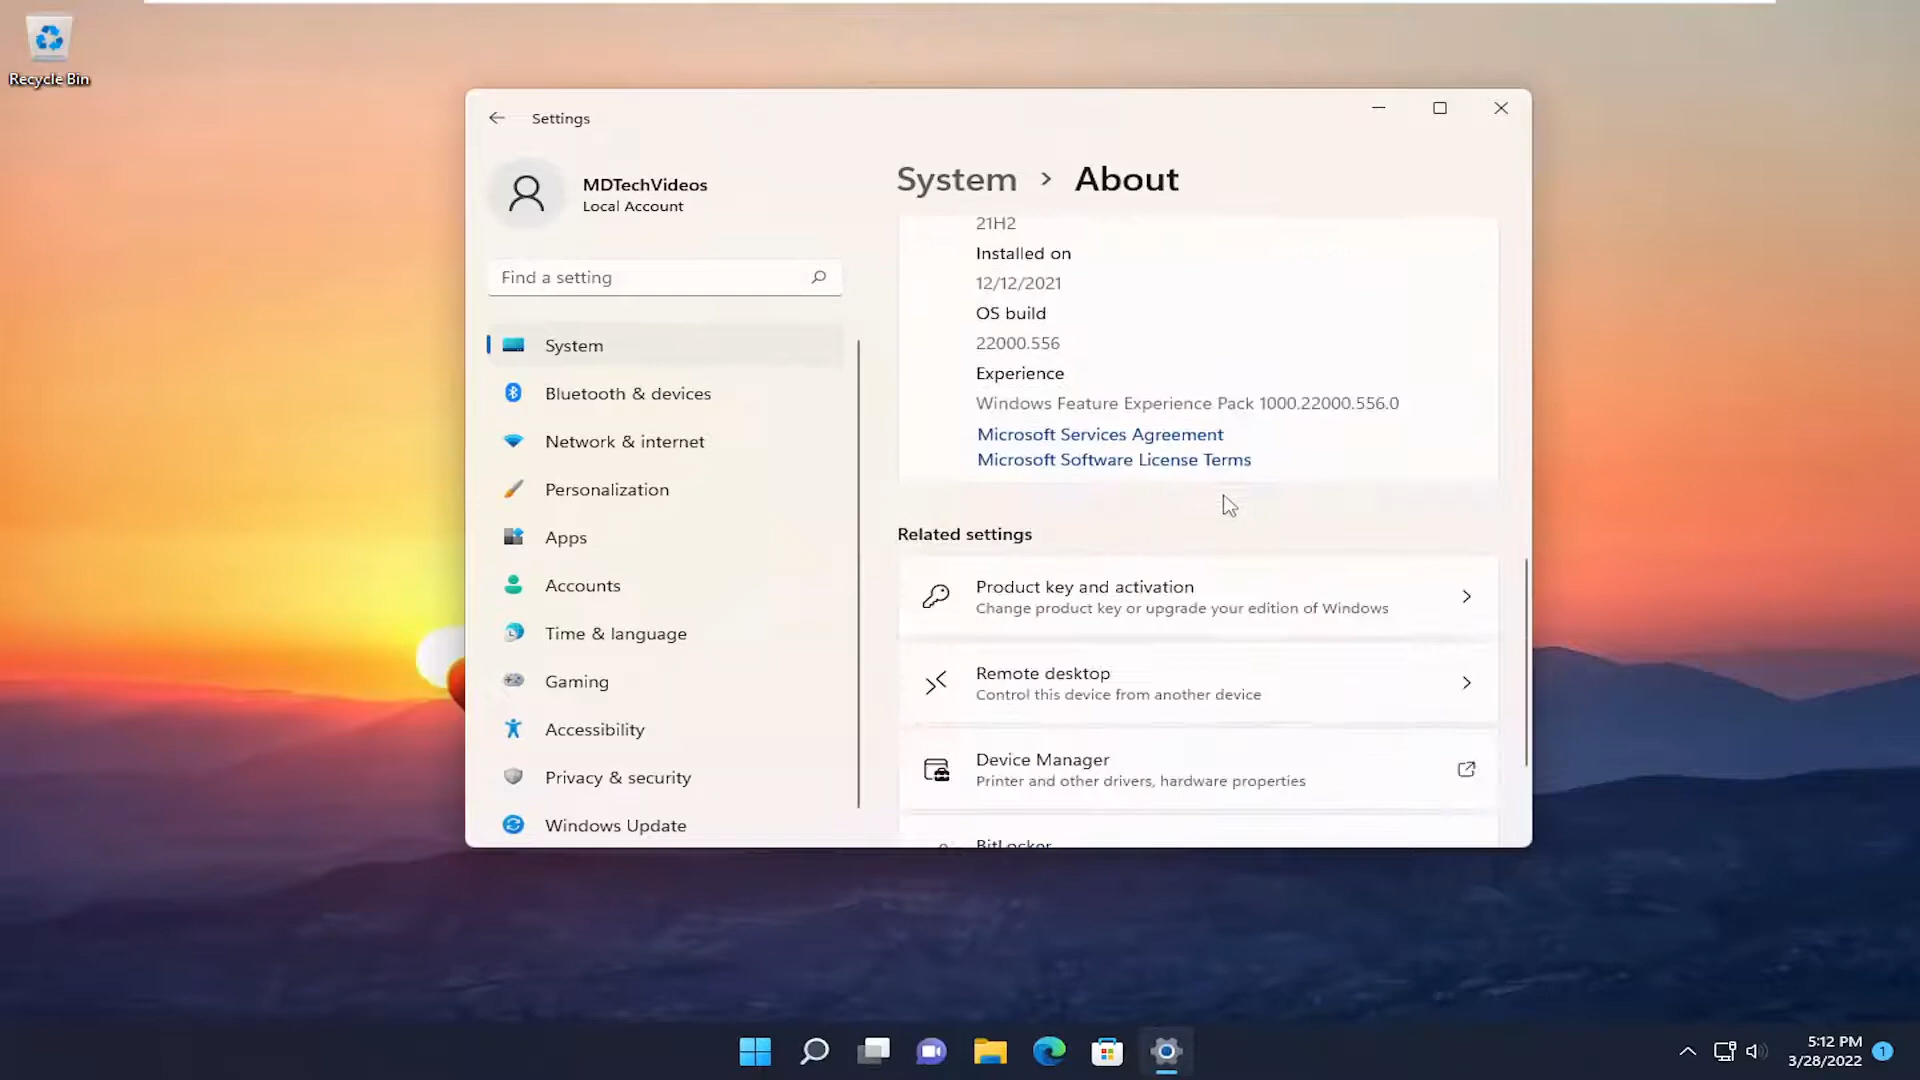 Recycle Bin
Settings
MDTechVideos
Local Account
Find a setting
System
Bluetooth & devices
Network & internet
Personalization
Apps
Accounts
Time & language
Gaming
Accessibility
Privacy & security
Windows Update
System > About
21H2
Installed on
12/12/2021
OS build
22000.556
Experience
Windows Feature Experience Pack 1000.22000.556.0
Microsoft Services Agreement
Microsoft Software License Terms
Related settings
Product key and activation
Change product key or upgrade your edition of Windows
Remote desktop
Control this device from another device
Device Manager
Printer and other drivers, hardware properties
BitLocker
5:12 PM
3/28/2022
1